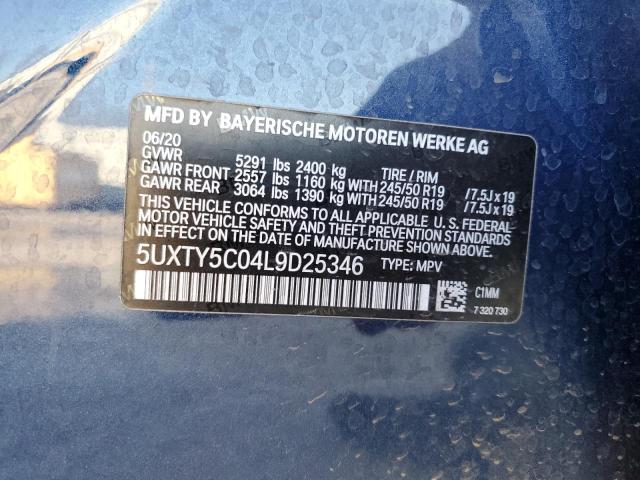 MFD BY BAYERISCHE MOTOREN WERKE AG
06/20
GVWR 5291 lbs 2400 kg TIRE / RIM
GAWR FRONT 2557 lbs 1160 kg WITH 245/50 R19 /7.5J x 19
GAWR REAR 3064 lbs 1390 kg WITH 245/50 R19 /7.5J x 19
THIS VEHICLE CONFORMS TO ALL APPLICABLE U.S. FEDERAL
MOTOR VEHICLE SAFETY AND THEFT PREVENTION STANDARDS
IN EFFECT ON THE DATE OF MANUFACTURE SHOWN ABOVE.
5UXTY5C04L9D25346 TYPE: MPV
C1MM
7 320 730